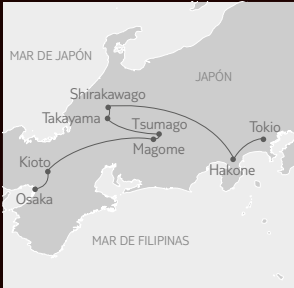 MAR DE JAPÓN
JAPÓN
Shirakawago
Takayama
Tsumago
Tokio
Magome
Kioto
Hakone
Osaka
MAR DE FILIPINAS